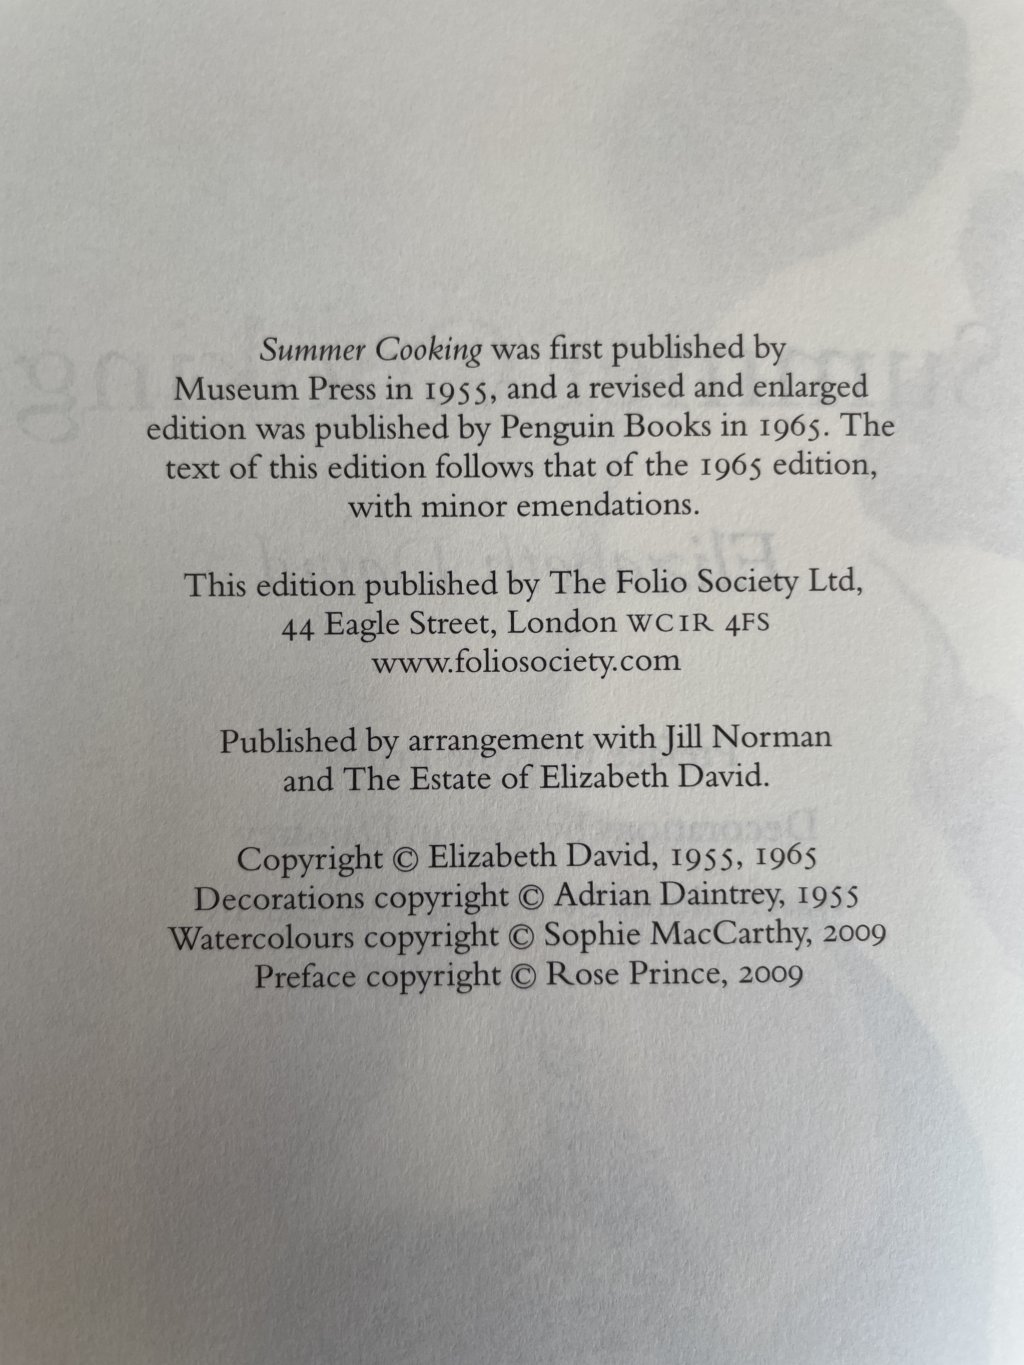 Summer Cooking was first published by
Museum Press in 1955, and a revised and enlarged
edition was published by Penguin Books in 1965. The
text of this edition follows that of the 1965 edition,
with minor emendations.
This edition published by The Folio Society Ltd,
44 Eagle Street, London WC1R 4FS
www.foliosociety.com
Published by arrangement with Jill Norman
and The Estate of Elizabeth David.
Copyright © Elizabeth David, 1955, 1965
Decorations copyright © Adrian Daintrey, 1955
Watercolours copyright © Sophie MacCarthy, 2009
Preface copyright © Rose Prince, 2009